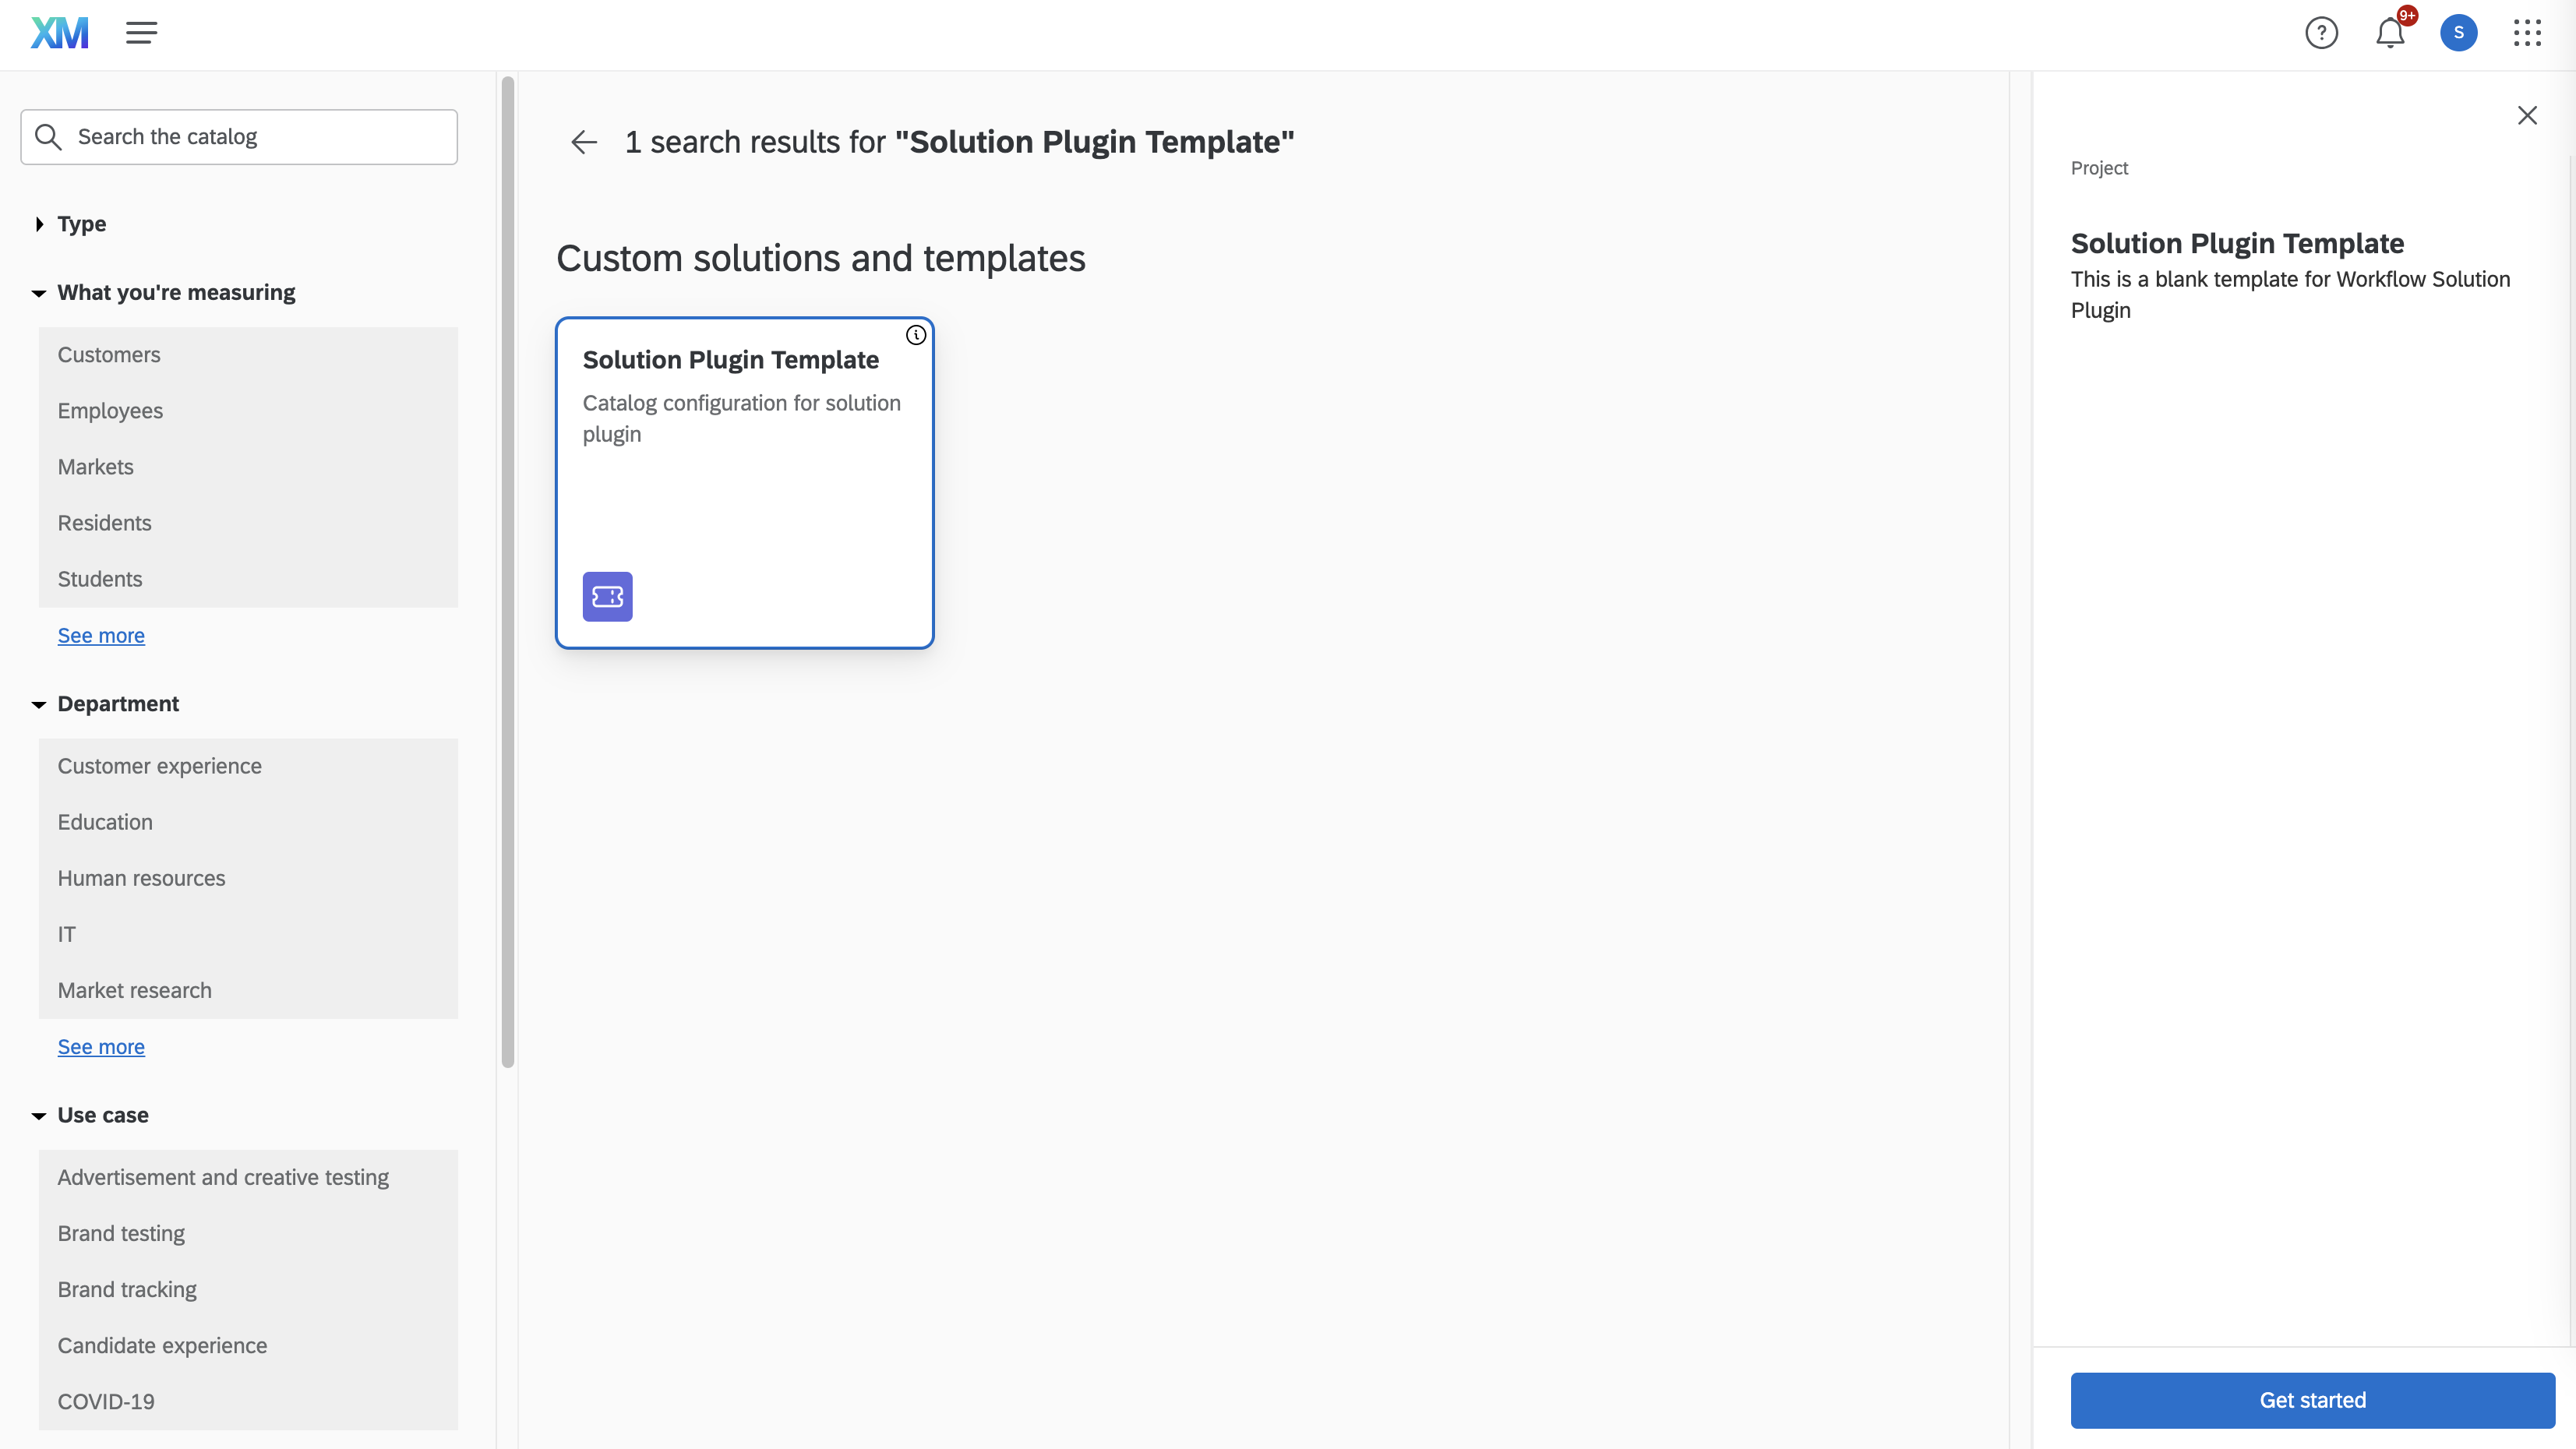 XM
9+
S
Search the catalog
Type
What you're measuring
Customers
Employees
Markets
Residents
Students
See more
Department
Customer experience
Education
Human resources
IT
Market research
See more
Use case
Advertisement and creative testing
Brand testing
Brand tracking
Candidate experience
COVID-19
1 search results for "Solution Plugin Template"
Custom solutions and templates
Solution Plugin Template
Catalog configuration for solution
plugin
Project
Solution Plugin Template
This is a blank template for Workflow Solution
Plugin
Get started